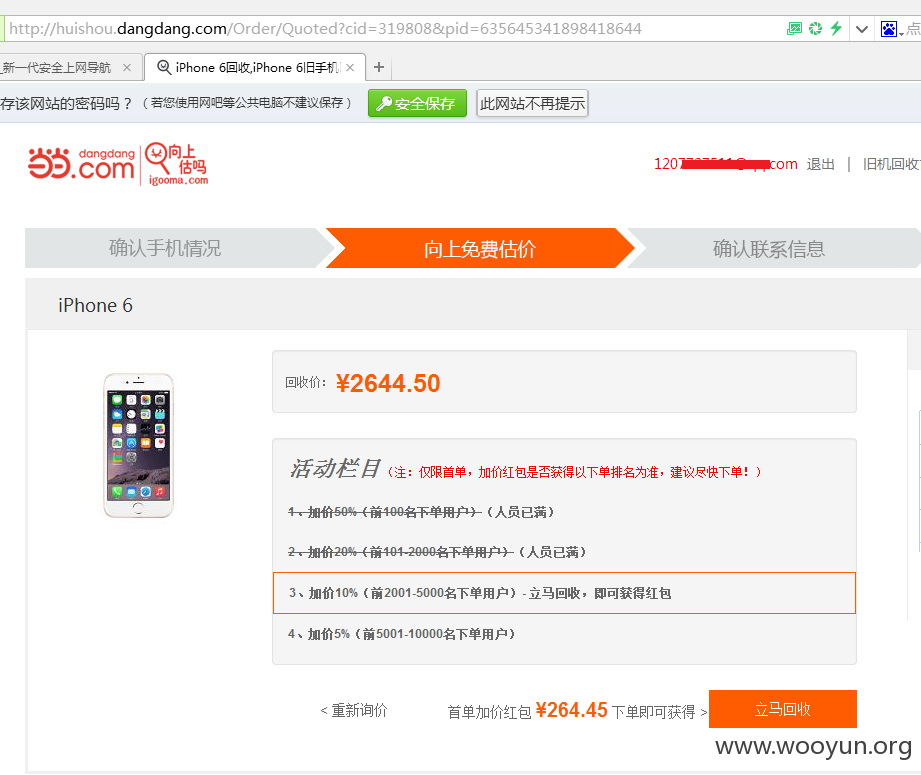 http://huishou.dangdang.com/Order/Quoted?cid=319808&pid=635645341898418644
点
新一代安全上网导航 ×
iPhone 6回收,iPhone 6旧手机 ×
+
存该网站的密码吗？（若您使用网吧等公共电脑不建议保存） 安全保存 此网站不再提示
当当.com dangdang 向上估吗 igooma.com
1207 com 退出 | 旧机回收
确认手机情况 向上免费估价 确认联系信息
iPhone 6
回收价: ¥2644.50
活动栏目（注：仅限首单，加价红包是否获得以下单排名为准，建议尽快下单！）
1、加价50%（前100名下单用户）-（人员已满）
2、加价20%（前101-2000名下单用户）-（人员已满）
3、加价10%（前2001-5000名下单用户）- 立马回收，即可获得红包
4、加价5%（前5001-10000名下单用户）
< 重新询价 首单加价红包 ¥264.45 下单即可获得 > 立马回收
www.wooyun.org